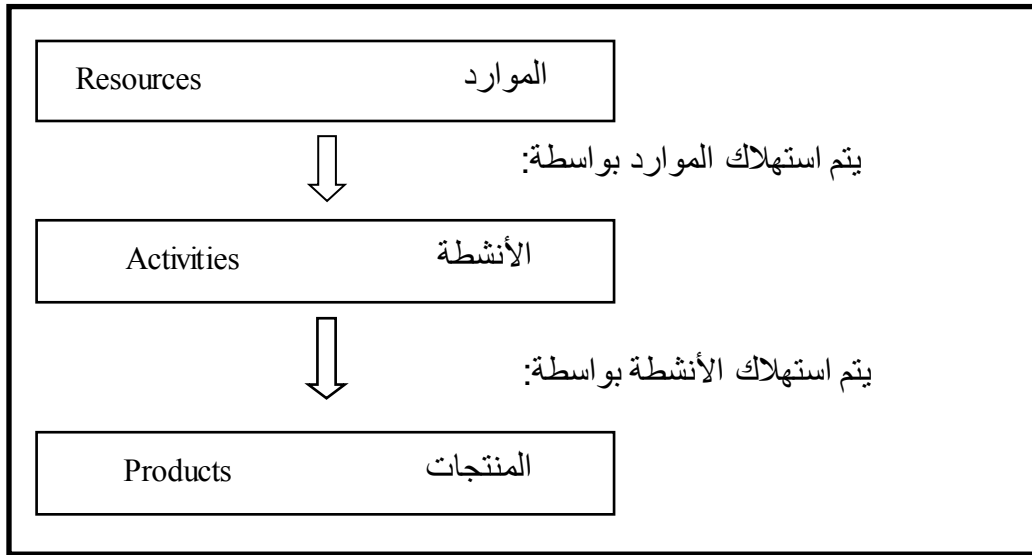 الموارد Resources
يتم استهلاك الموارد بواسطة:
الأنشطة Activities
يتم استهلاك الأنشطة بواسطة:
المنتجات Products